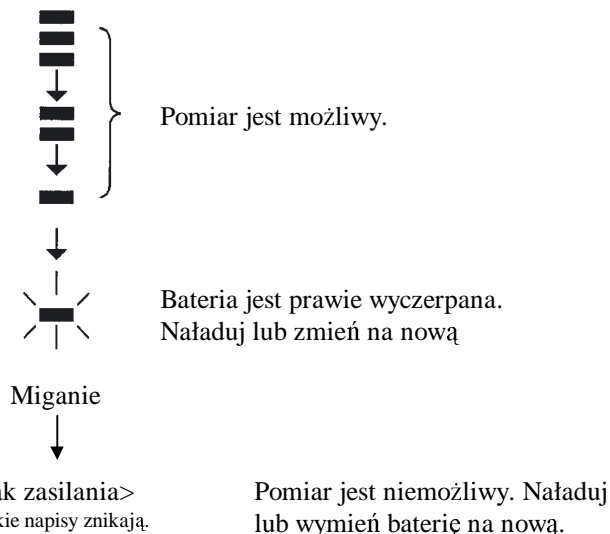 Pomiar jest możliwy.
Bateria jest prawie wyczerpana.
Naładuj lub zmień na nową
Miganie
zasilania>
Pomiar jest niemożliwy. Naładuj
napisy znikają.
lub wymień baterię na nową.